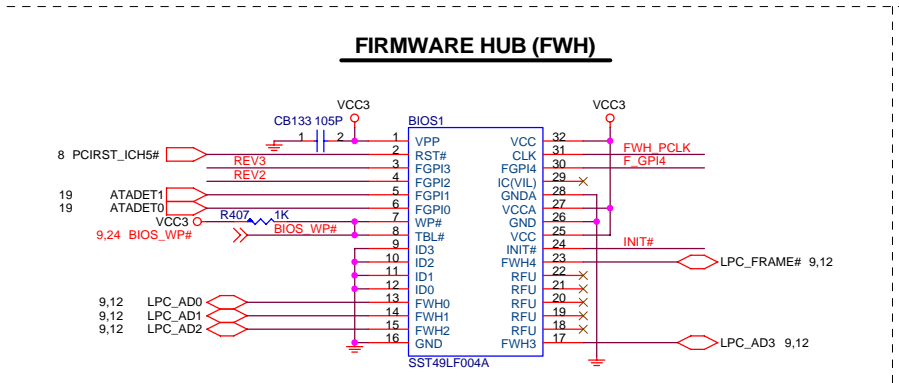 FIRMWARE HUB (FWH)
VCC3 VCC3
CB133 105P BIOS1
1 2 1 VPP VCC 32
8 PCIRST_ICH5# 2 RST# CLK 31 FWH_PCLK
REV3 3 FGPI3 FGPI4 30 F_GPI4
REV2 4 FGPI2 IC(VIL) 29
19 ATADET1 5 FGPI1 GNDA 28
19 ATADET0 6 FGPI0 VCCA 27
VCC3 R407 1K 7 WP# GND 26
9,24 BIOS_WP# BIOS_WP# 8 TBL# VCC 25
9 ID3 INIT# 24 INIT#
10 ID2 FWH4 23 LPC_FRAME# 9,12
11 ID1 RFU 22
12 ID0 RFU 21
9,12 LPC_AD0 13 FWH0 RFU 20
9,12 LPC_AD1 14 FWH1 RFU 19
9,12 LPC_AD2 15 FWH2 RFU 18
16 GND FWH3 17 LPC_AD3 9,12
SST49LF004A